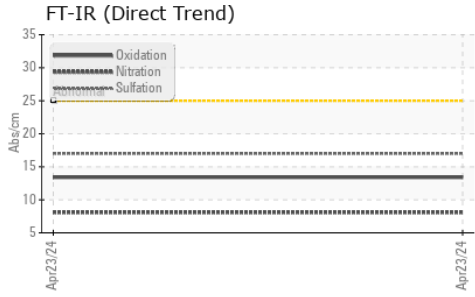 FT-IR (Direct Trend)
35
Oxidation
30
Nitration
Sulfation
Abnormal
25
Abs/cm
20
15
10
5
Apr23/24
Apr23/24